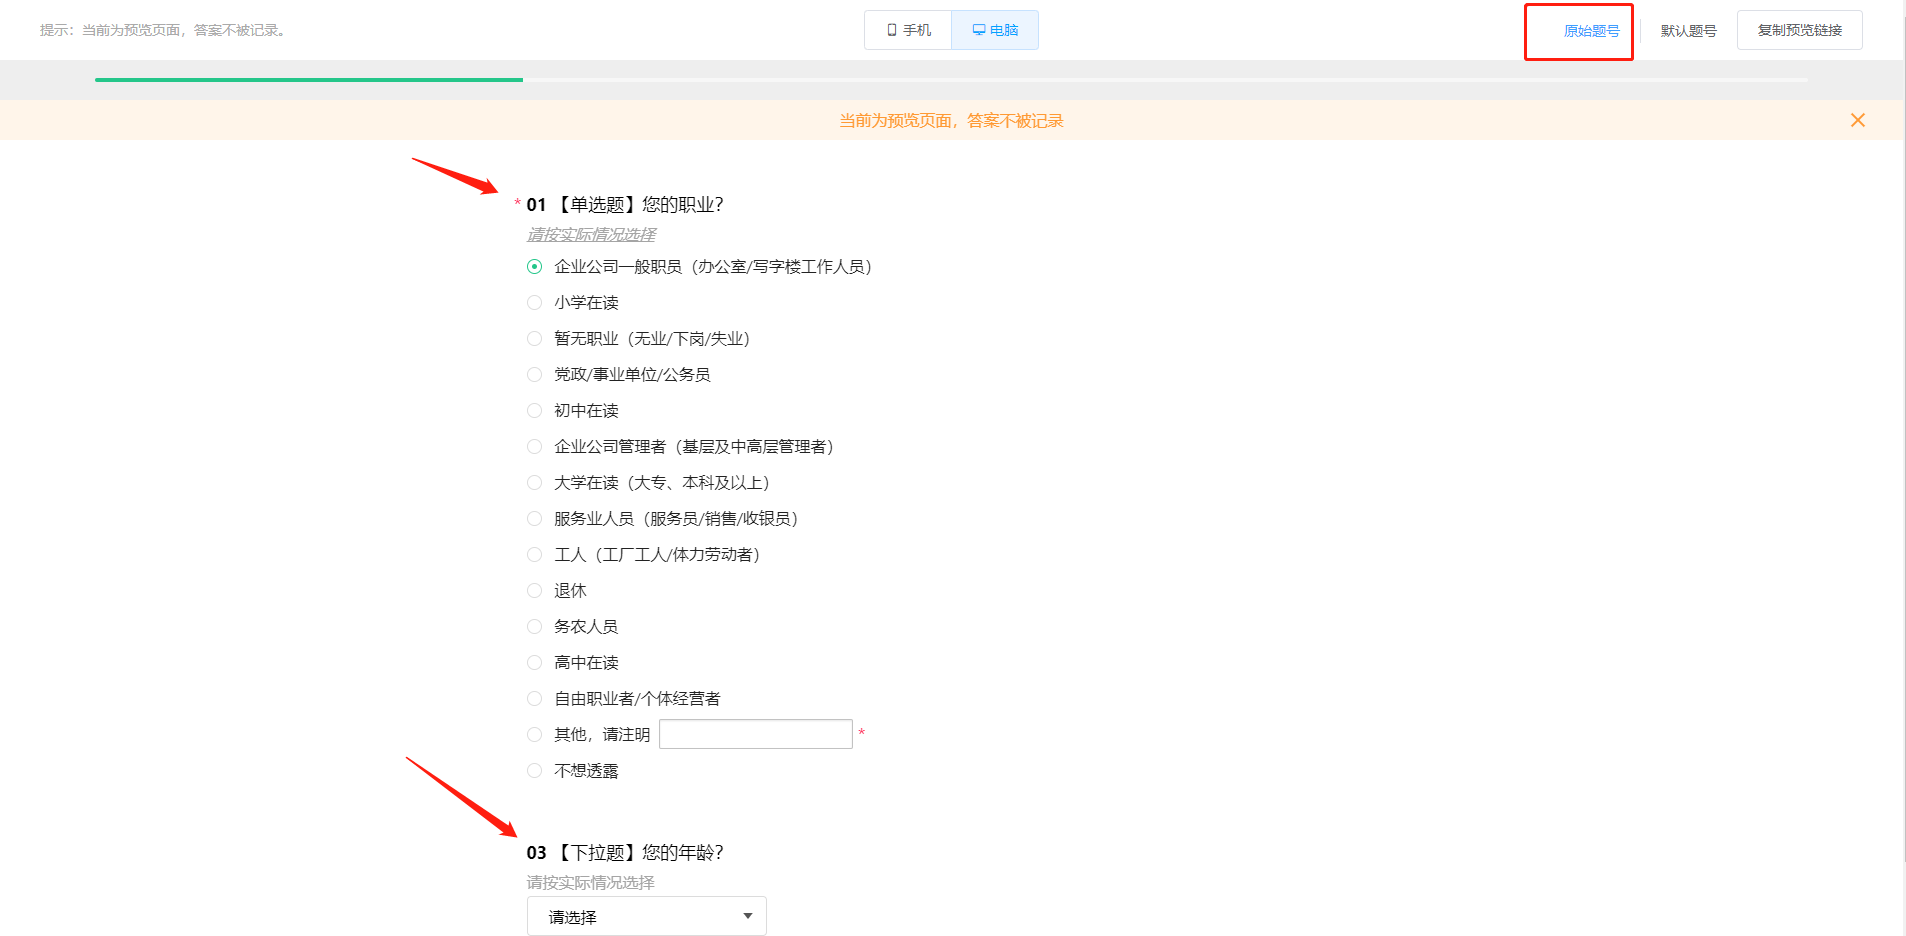 提示：当前为预览页面，答案不被记录。
手机
电脑
原始题号
默认题号
复制预览链接
当前为预览页面，答案不被记录
* 01 【单选题】您的职业？
请按实际情况选择
企业公司一般职员（办公室/写字楼工作人员）
小学在读
暂无职业（无业/下岗/失业）
党政/事业单位/公务员
初中在读
企业公司管理者（基层及中高层管理者）
大学在读（大专、本科及以上）
服务业人员（服务员/销售/收银员）
工人（工厂工人/体力劳动者）
退休
务农人员
高中在读
自由职业者/个体经营者
其他，请注明 *
不想透露
03 【下拉题】您的年龄？
请按实际情况选择
请选择